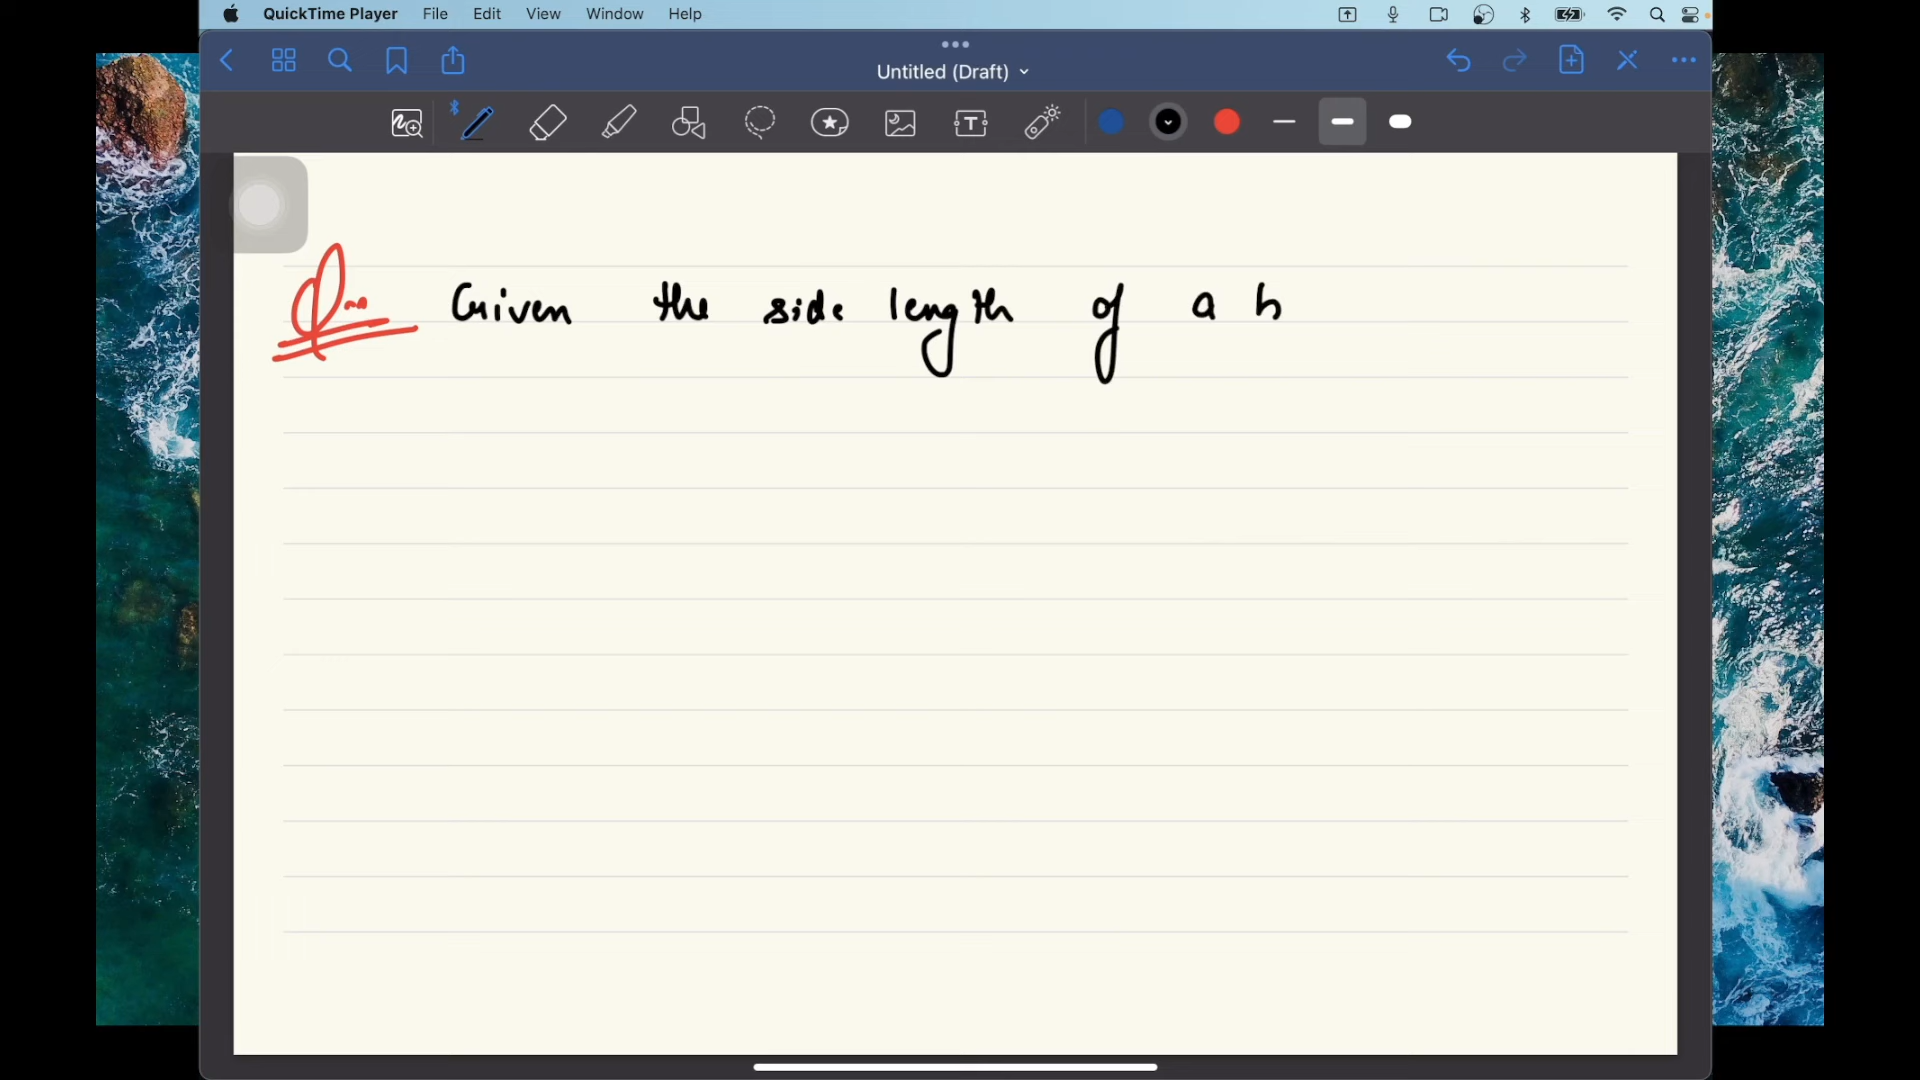 QuickTime Player File Edit View Window Help
Untitled (Draft)
T
Given the side length of a h